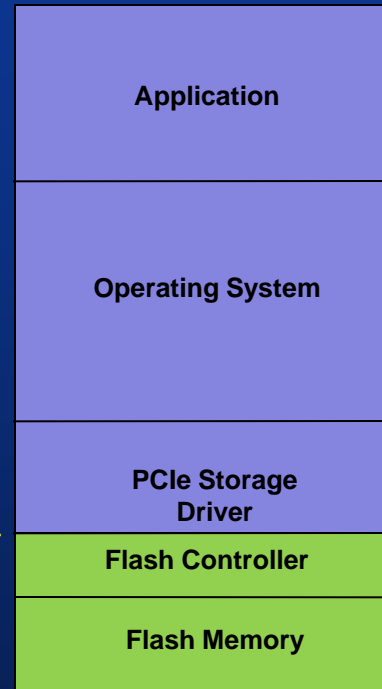 Application
Operating System
PCIe Storage
Driver
Flash Controller
Flash Memory